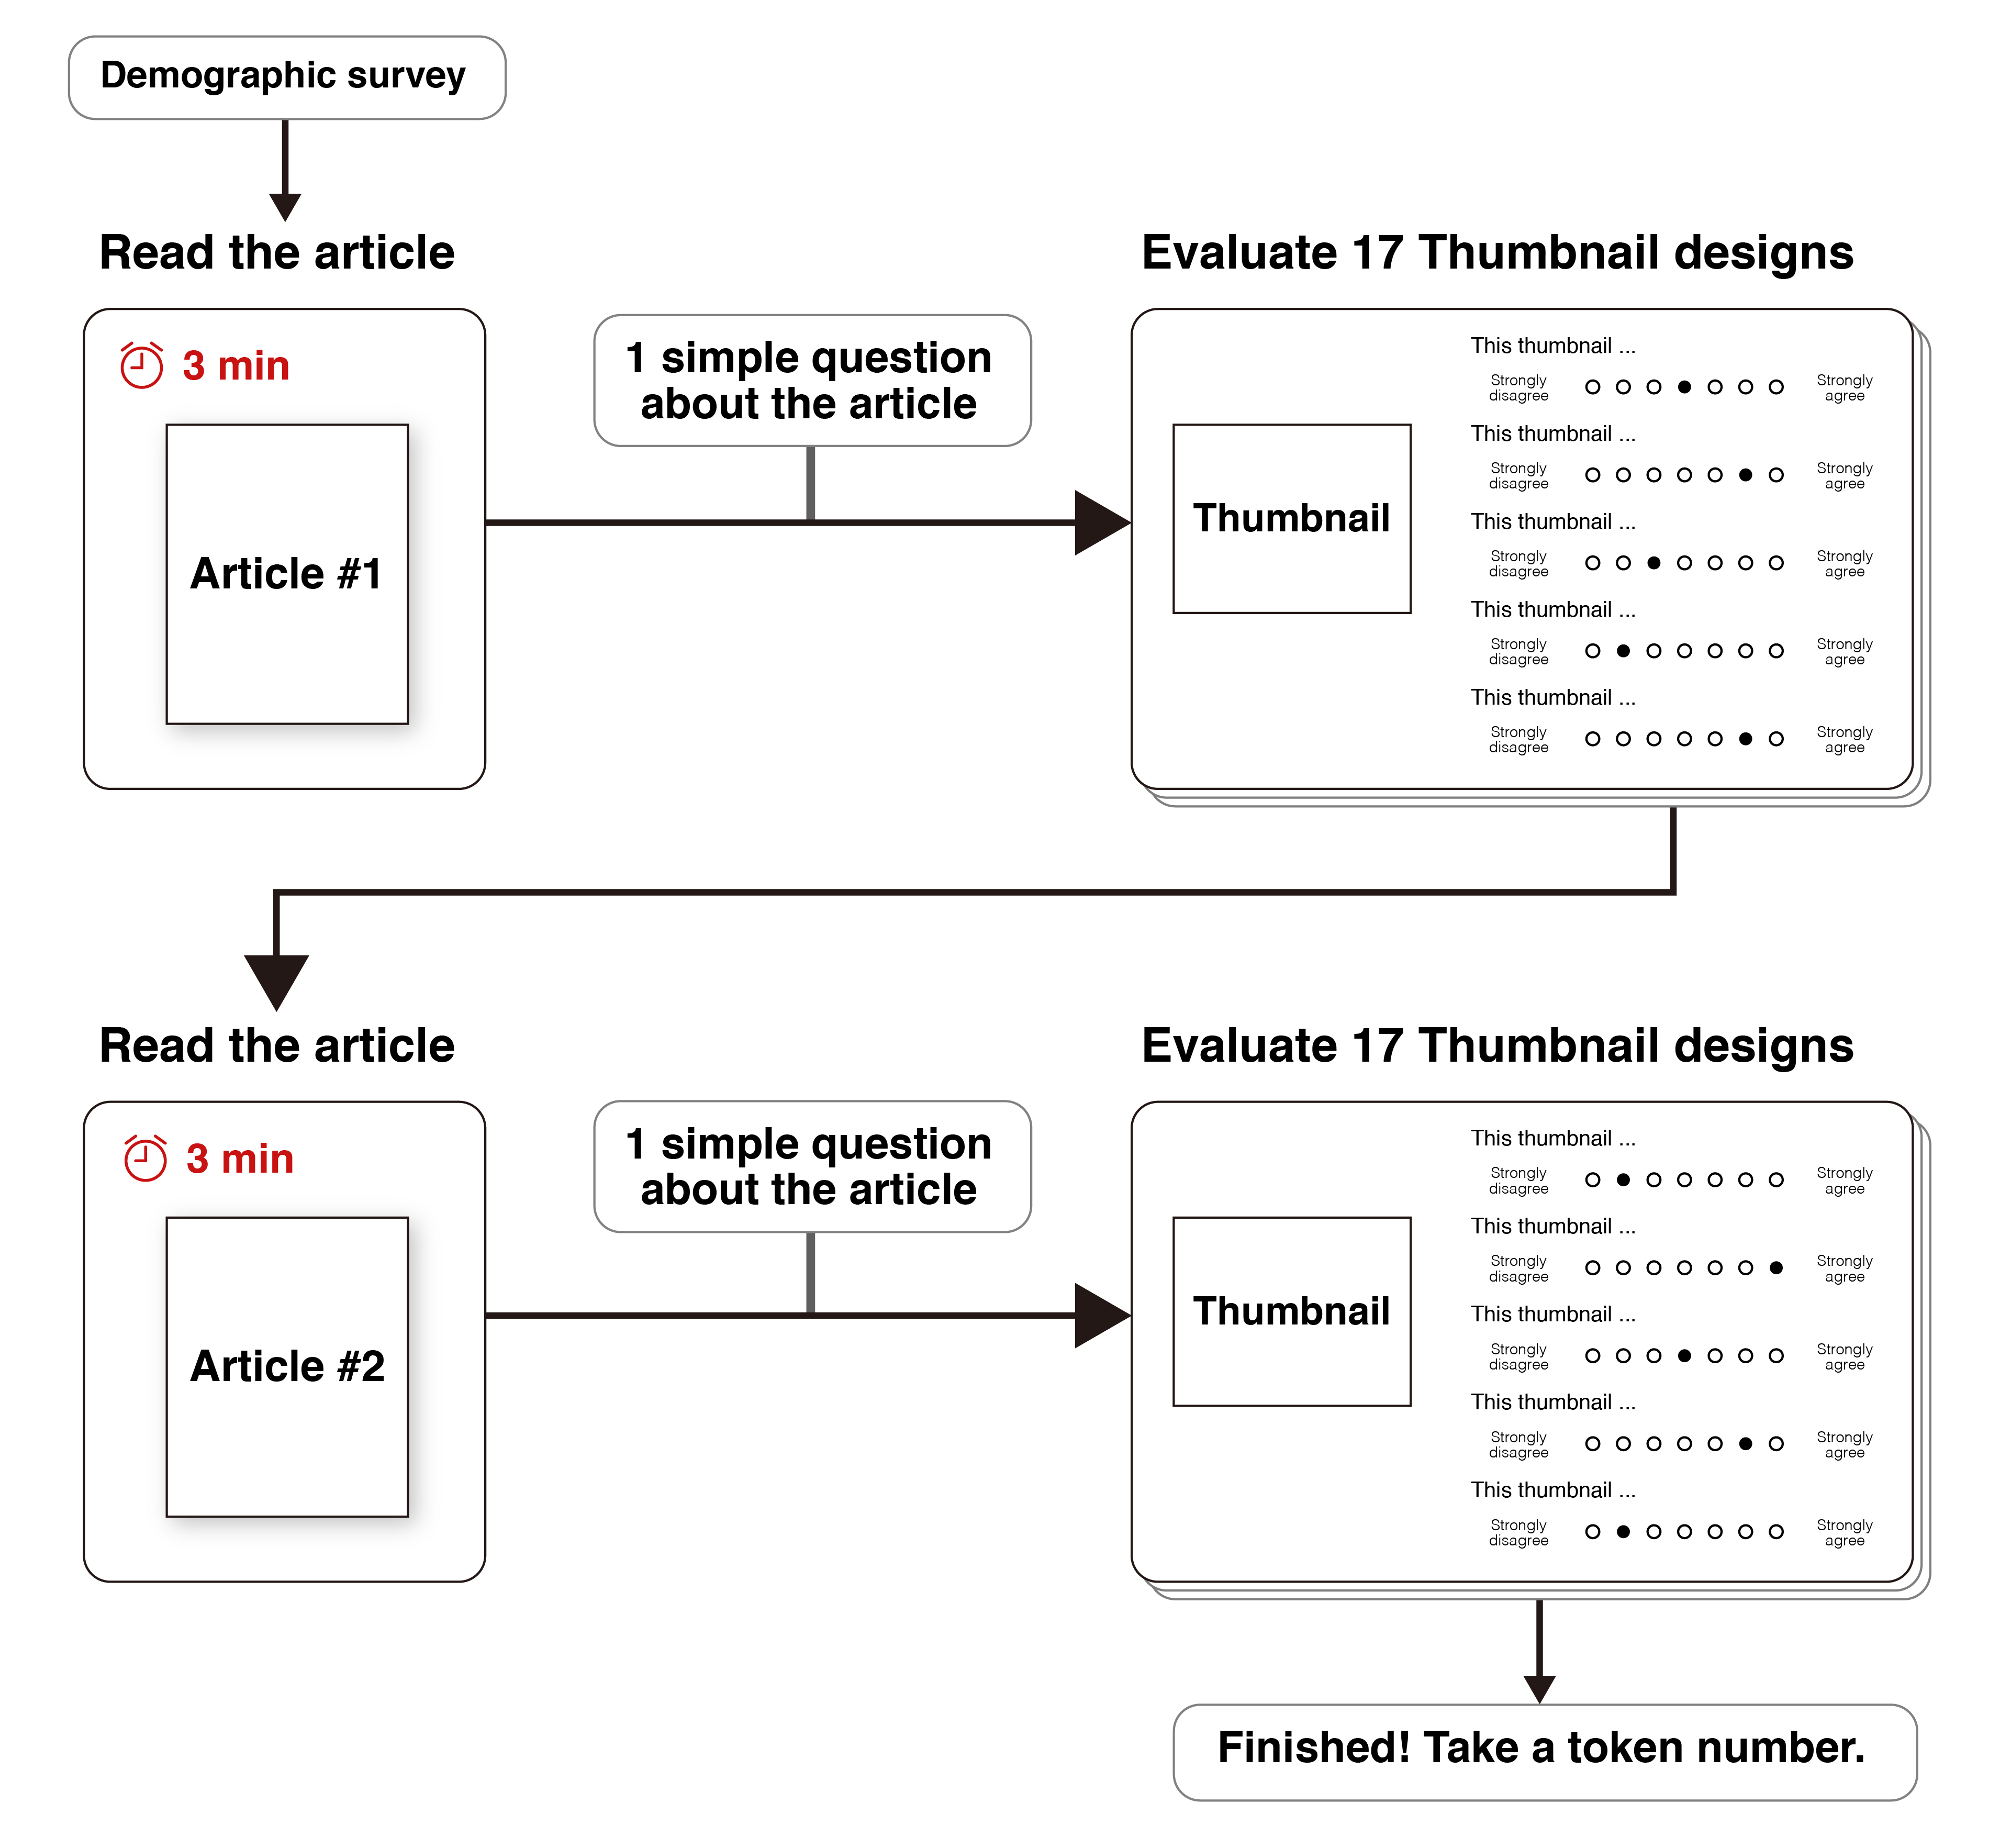 Demographic survey
Read the article
3 min
Article #1
1 simple question
about the article
Evaluate 17 Thumbnail designs
Thumbnail
This thumbnail ...
Strongly
disagree
Strongly
agree
This thumbnail ...
Strongly
disagree
Strongly
agree
This thumbnail ...
Strongly
disagree
Strongly
agree
This thumbnail ...
Strongly
disagree
Strongly
agree
This thumbnail ...
Strongly
disagree
Strongly
agree
Read the article
3 min
Article #2
1 simple question
about the article
Evaluate 17 Thumbnail designs
Thumbnail
This thumbnail ...
Strongly
disagree
Strongly
agree
This thumbnail ...
Strongly
disagree
Strongly
agree
This thumbnail ...
Strongly
disagree
Strongly
agree
This thumbnail ...
Strongly
disagree
Strongly
agree
This thumbnail ...
Strongly
disagree
Strongly
agree
Finished! Take a token number.